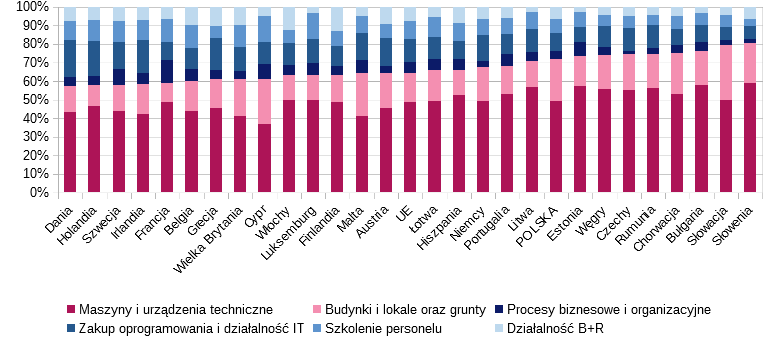 100%
90%
80%
70%
60%
50%
40%
30%
20%
10%
0%
Dania
Holandia
Szwecja
Irlandia
Francja
Belgia
Grecja
Wielka Brytania
Cypr
Włochy
Luksemburg
Finlandia
Malta
Austria
UE
Łotwa
Hiszpania
Niemcy
Portugalia
Litwa
POLSKA
Estonia
Węgry
Czechy
Rumunia
Chorwacja
Bułgaria
Słowacja
Słowenia
Maszyny i urządzenia techniczne Budynki i lokale oraz grunty Procesy biznesowe i organizacyjne
Zakup oprogramowania i działalność IT Szkolenie personelu Działalność B+R